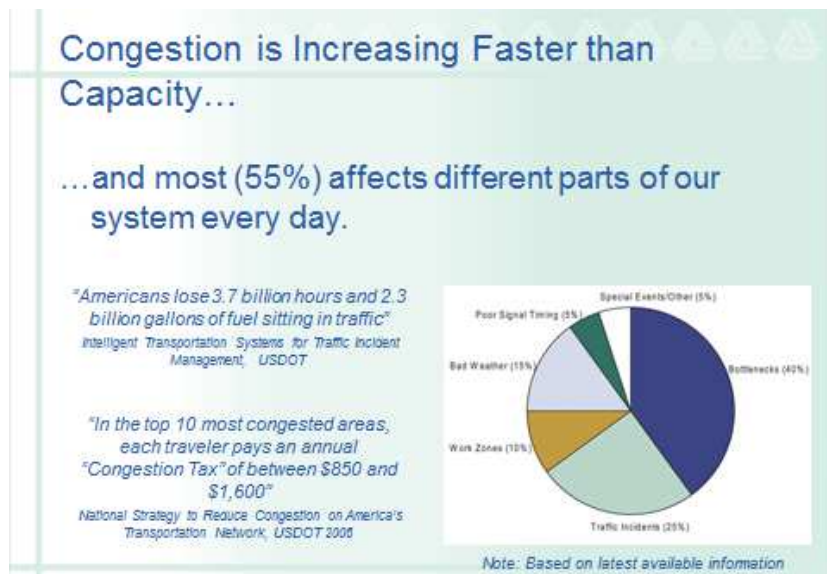 Congestion is Increasing Faster than
Capacity…
…and most (55%) affects different parts of our
system every day.
"Americans lose 3.7 billion hours and 2.3
billion gallons of fuel sitting in traffic"
Intelligent Transportation Systems for Traffic Incident
Management, USDOT
"In the top 10 most congested areas,
each traveler pays an annual
"Congestion Tax" of between $850 and
$1,600"
National Strategy to Reduce Congestion on America's
Transportation Network, USDOT 2006
Special Events/Other (5%)
Poor Signal Timing (5%)
Bad Weather (15%)
Bottlenecks (40%)
Work Zones (10%)
Traffic Incidents (25%)
Note: Based on latest available information